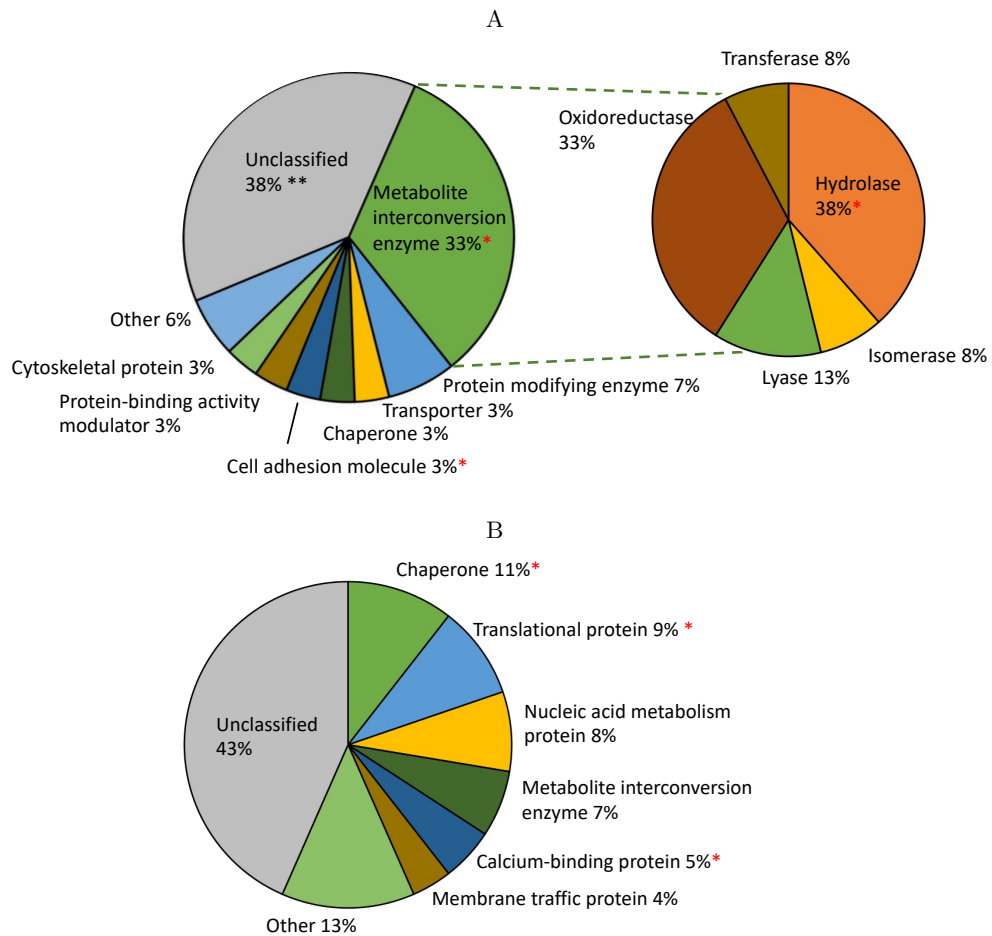 A
Unclassified
38% **
Metabolite
interconversion
enzyme 33%*
Other 6%
Cytoskeletal protein 3%
Protein-binding activity
modulator 3%
Cell adhesion molecule 3%*
Chaperone 3%
Transporter 3%
Protein modifying enzyme 7%
Transferase 8%
Oxidoreductase
33%
Hydrolase
38%*
Isomerase 8%
Lyase 13%
B
Chaperone 11%*
Translational protein 9% *
Nucleic acid metabolism
protein 8%
Metabolite interconversion
enzyme 7%
Calcium-binding protein 5%*
Membrane traffic protein 4%
Other 13%
Unclassified
43%